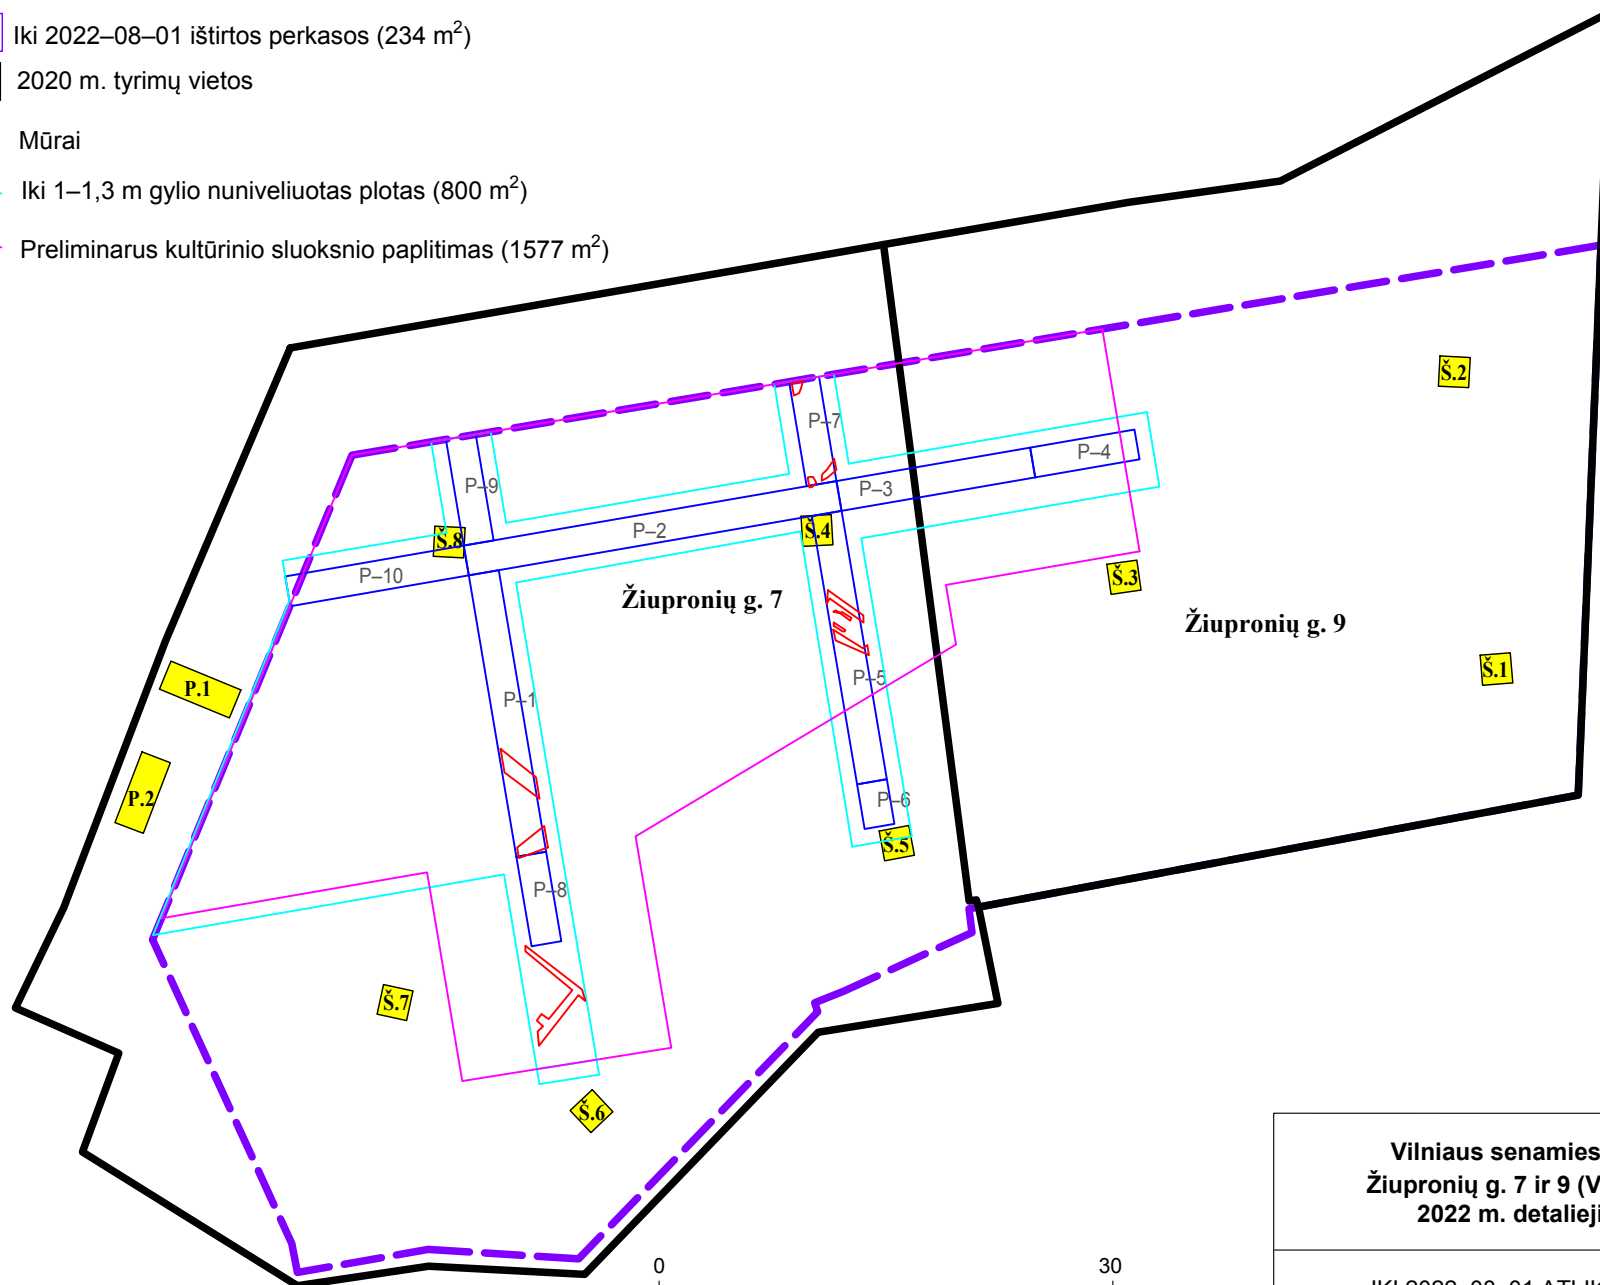 Iki 2022–08–01 ištirtos perkasos (234 m²)
2020 m. tyrimų vietos
Mūrai
Iki 1–1,3 m gylio nuniveliuotas plotas (800 m²)
Preliminarus kultūrinio sluoksnio paplitimas (1577 m²)
Š.2
P–7
P–4
P–9
P–3
Š.4
P–2
Š.8
P–10
Š.3
Žiupronių g. 7
Žiupronių g. 9
Š.1
P.1
P–5
P–1
P.2
P–6
Š.5
P–8
Š.7
Š.6
0
30
Vilniaus senamies
Žiupronių g. 7 ir 9 (V
2022 m. detalieji